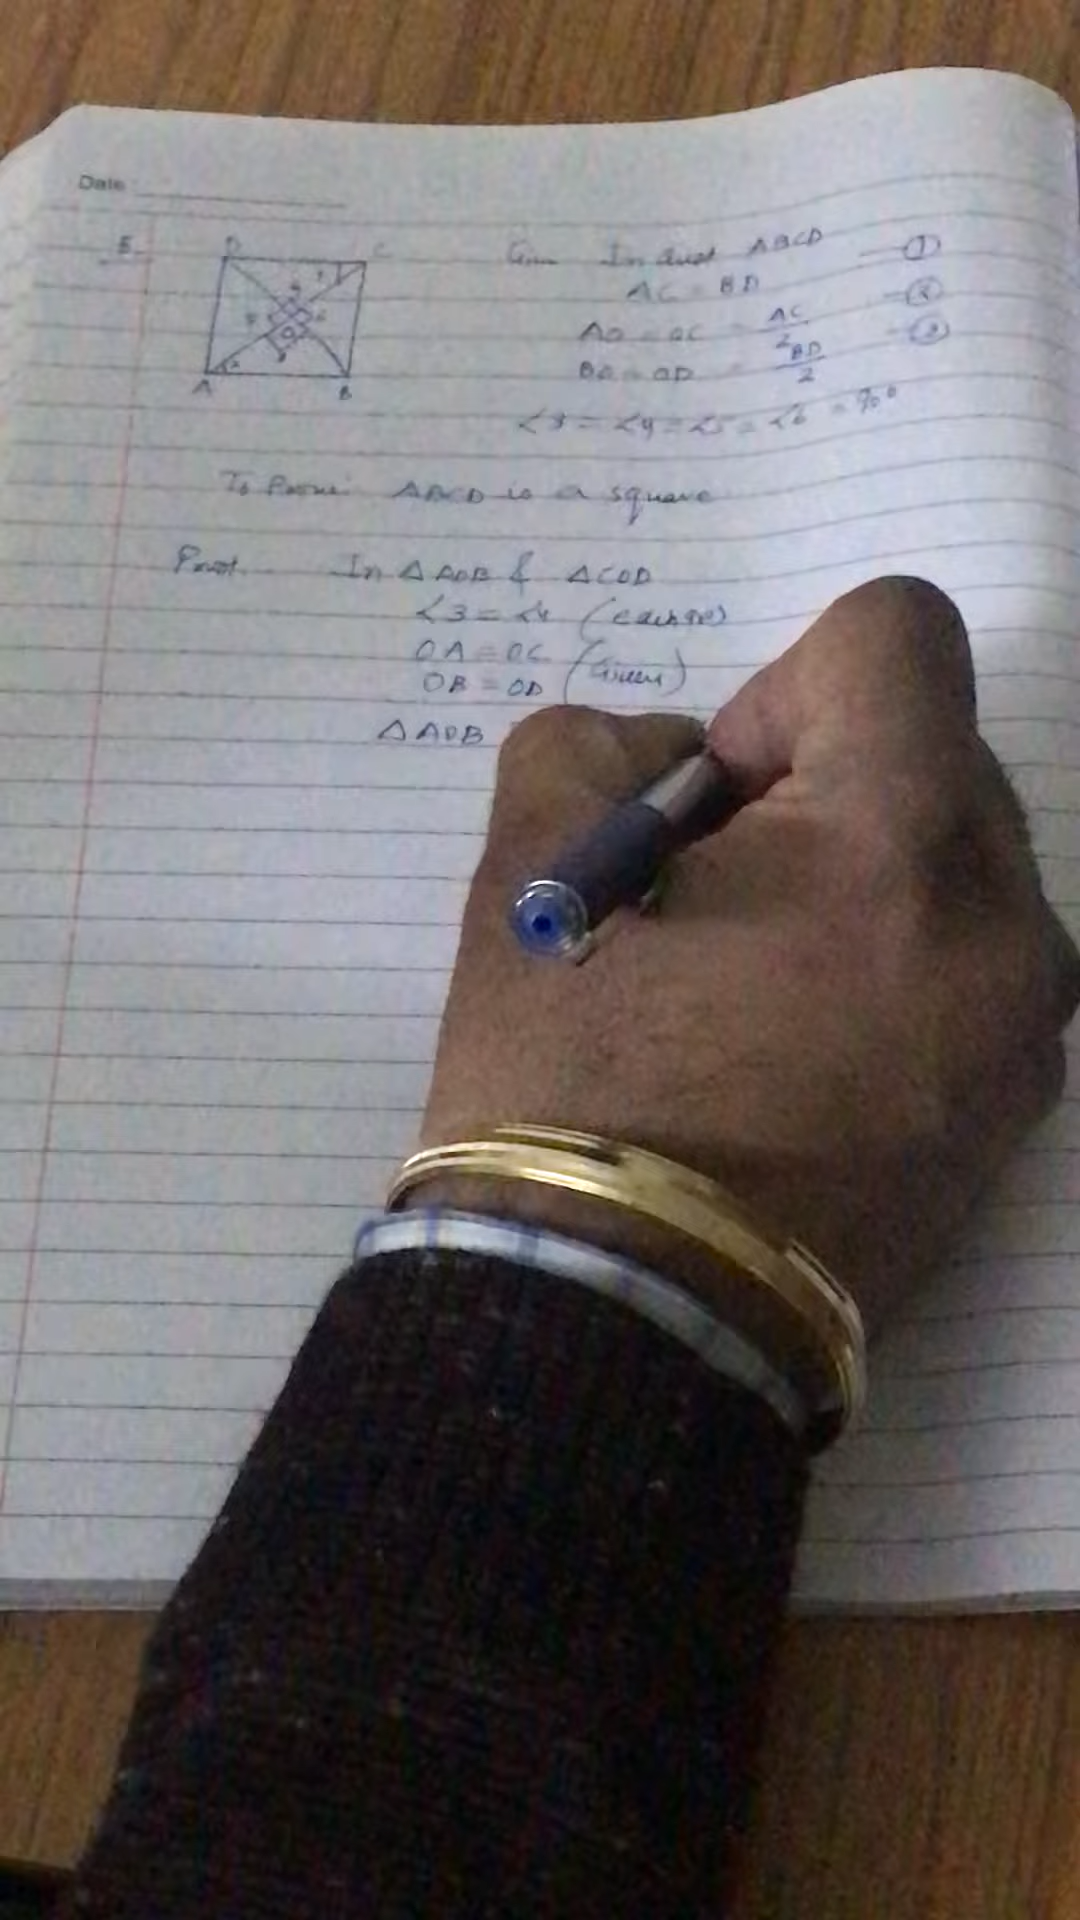 Date
5.
D C
A B
Given In quad ABCD —①
AC = BD
AO = OC = AC/2 —②
BO = OD = BD/2 —③
∠3 = ∠4 = ∠5 = ∠6 = 90°
To Prove: ABCD is a square
Proof In △AOB & △COD
∠3 = ∠4 (each 90)
OA = OC (Given)
OB = OD
△AOB